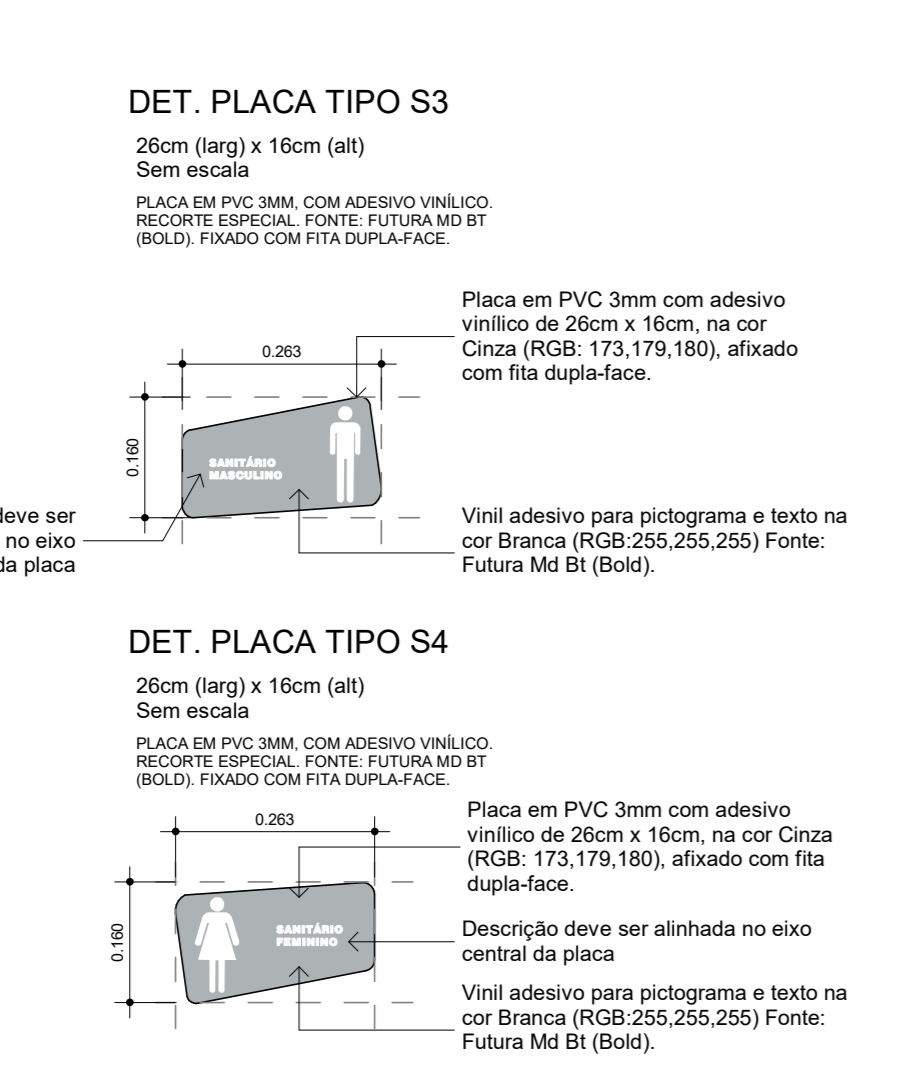 DET. PLACA TIPO S3
26cm (larg) x 16cm (alt)
Sem escala
PLACA EM PVC 3MM, COM ADESIVO VINÍLICO.
RECORTE ESPECIAL. FONTE: FUTURA MD BT
(BOLD). FIXADO COM FITA DUPLA-FACE.
Placa em PVC 3mm com adesivo
vinílico de 26cm x 16cm, na cor
Cinza (RGB: 173,179,180), afixado
com fita dupla-face.
0.263
0.160
SANITÁRIO
MASCULINO
deve ser
no eixo
da placa
Vinil adesivo para pictograma e texto na
cor Branca (RGB:255,255,255) Fonte:
Futura Md Bt (Bold).
DET. PLACA TIPO S4
26cm (larg) x 16cm (alt)
Sem escala
PLACA EM PVC 3MM, COM ADESIVO VINÍLICO.
RECORTE ESPECIAL. FONTE: FUTURA MD BT
(BOLD). FIXADO COM FITA DUPLA-FACE.
0.263
0.160
SANITÁRIO
FEMININO
Placa em PVC 3mm com adesivo
vinílico de 26cm x 16cm, na cor Cinza
(RGB: 173,179,180), afixado com fita
dupla-face.
Descrição deve ser alinhada no eixo
central da placa
Vinil adesivo para pictograma e texto na
cor Branca (RGB:255,255,255) Fonte:
Futura Md Bt (Bold).